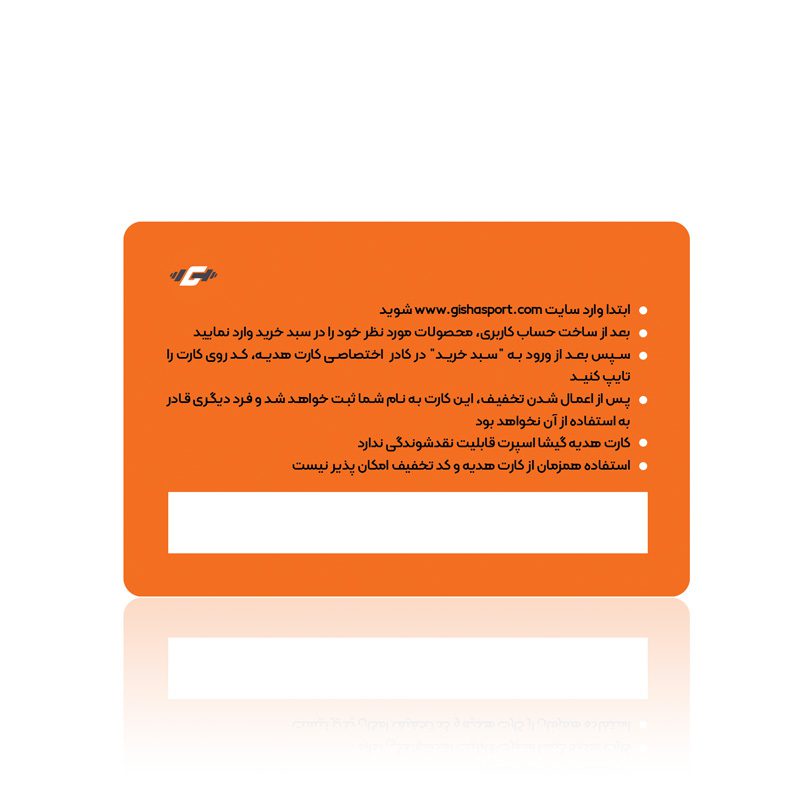 ابتدا وارد سایت www.gishasport.com شوید
بعد از ساخت حساب کاربری، محصولات مورد نظر خود را در سبد خرید وارد نمایید
سپس بعد از ورود به "سبد خرید" در کادر اختصاصی کارت هدیه، کد روی کارت را
تایپ کنید
پس از اعمال شدن تخفیف، این کارت به نام شما ثبت خواهد شد و فرد دیگری قادر
به استفاده از آن نخواهد بود
کارت هدیه گیشا اسپرت قابلیت نقدشوندگی ندارد
استفاده همزمان از کارت هدیه و کد تخفیف امکان پذیر نیست